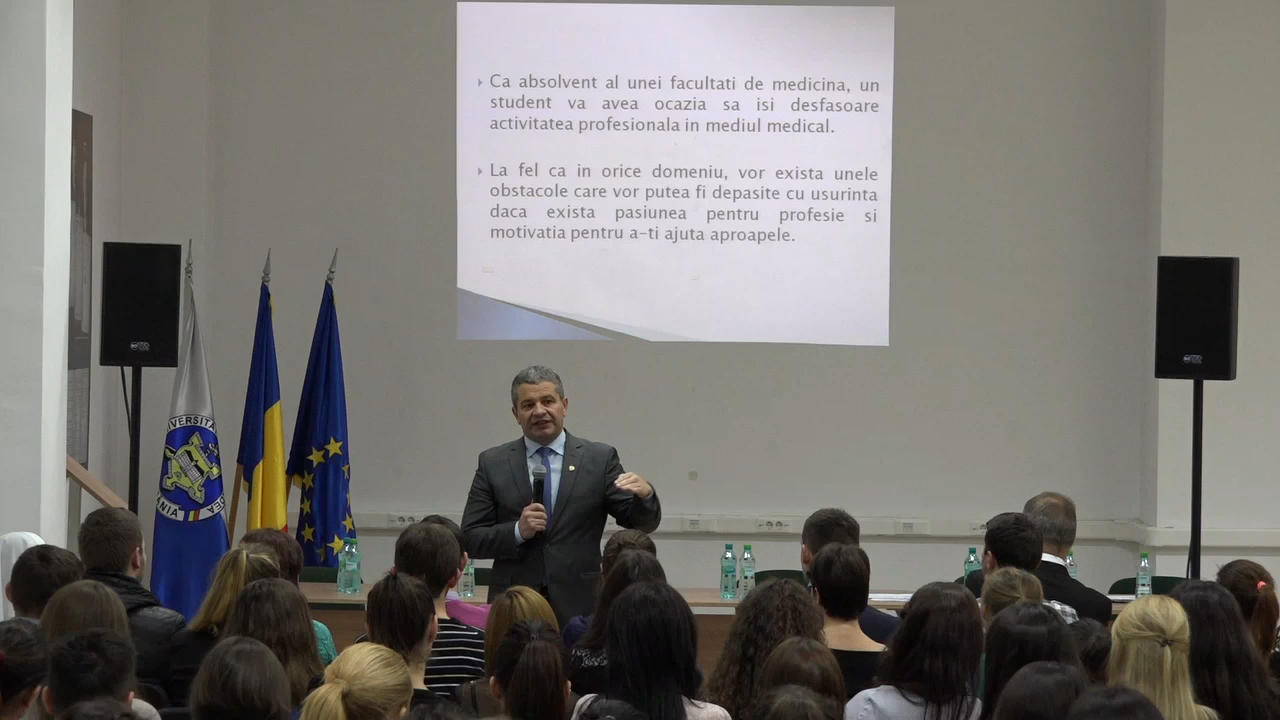 Ca absolvent al unei facultati de medicina, un
student va avea ocazia sa isi desfasoare
activitatea profesionala in mediul medical.
La fel ca in orice domeniu, vor exista unele
obstacole care vor putea fi depasite cu usurinta
daca exista pasiunea pentru profesie si
motivatia pentru a-ti ajuta aproapele.